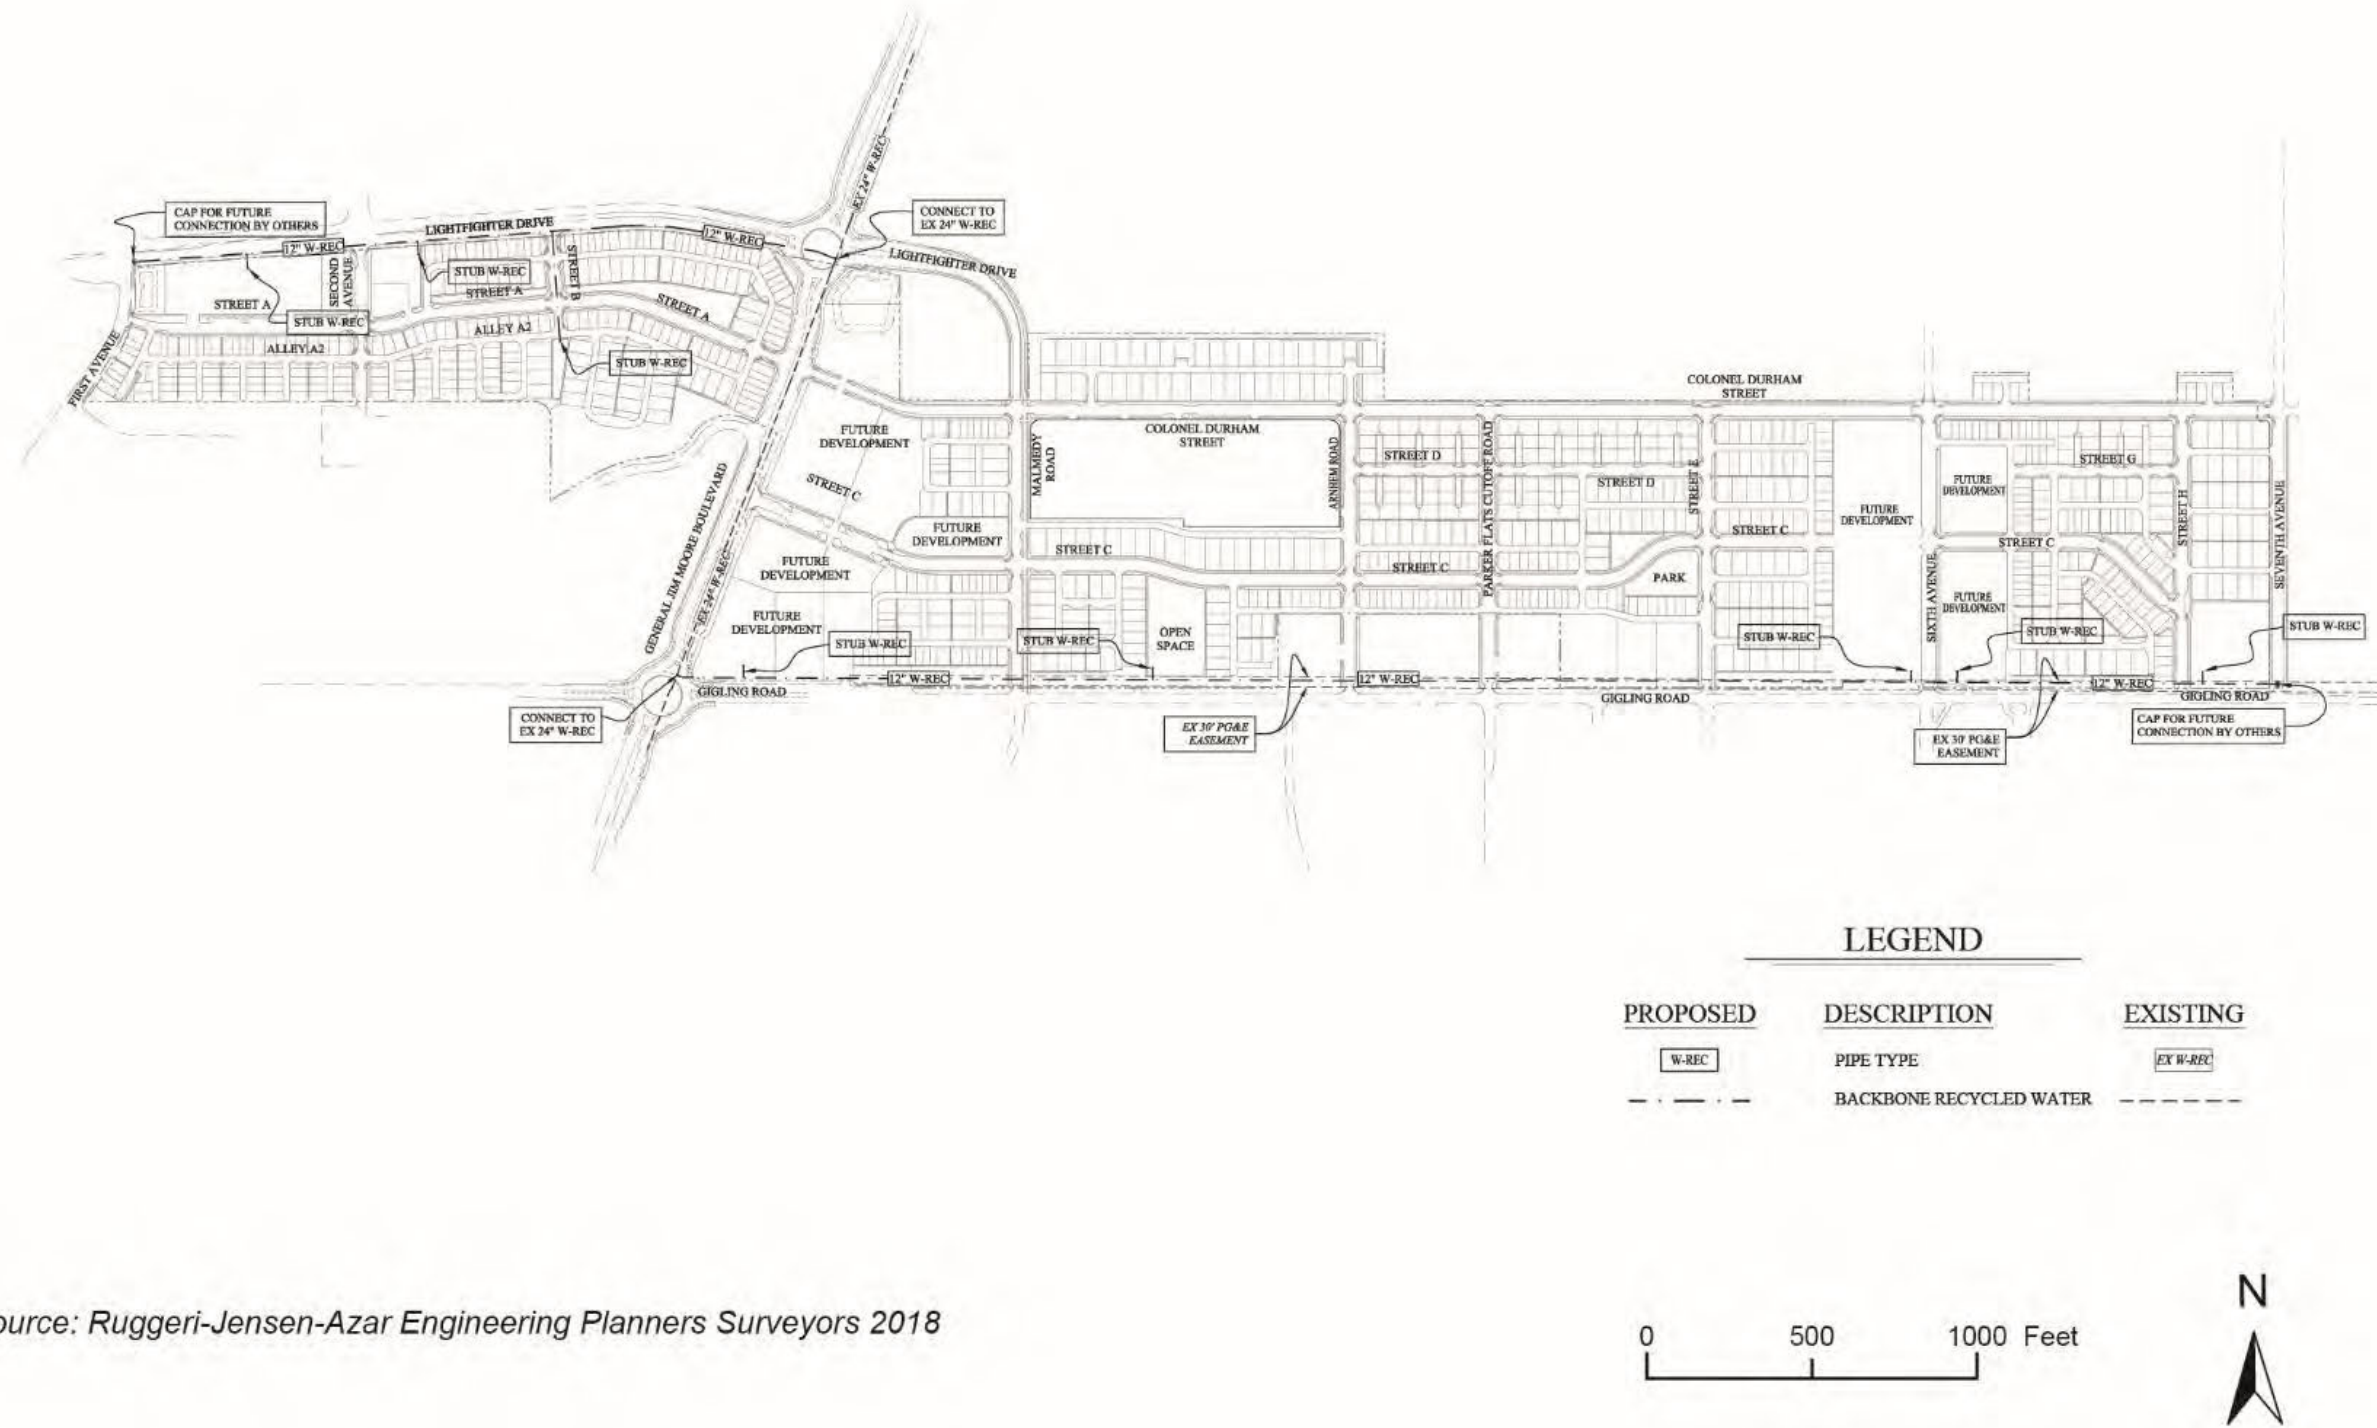 EX 24" W-REC
CAP FOR FUTURE
CONNECTION BY OTHERS
CONNECT TO
EX 24" W-REC
LIGHTFIGHTER DRIVE
12" W-REC
12" W-REC
LIGHTFIGHTER DRIVE
SECOND
AVENUE
STREET B
STUB W-REC
STREET A
STREET A
STREET A
STUB W-REC
ALLEY A2
ALLEY A2
STUB W-REC
FIRST AVENUE
COLONEL DURHAM
STREET
COLONEL DURHAM
STREET
FUTURE
DEVELOPMENT
MALMEDY
ROAD
ARNHEM ROAD
STREET D
PARKER FLATS CUTOFF ROAD
STREET D
STREET E
STREET G
FUTURE
DEVELOPMENT
STREET C
FUTURE
DEVELOPMENT
STREET H
SEVENTH AVENUE
GENERAL JIM MOORE BOULEVARD
EX 24" W-REC
FUTURE
DEVELOPMENT
STREET C
STREET C
STREET C
STREET C
FUTURE
DEVELOPMENT
PARK
SIXTH AVENUE
FUTURE
DEVELOPMENT
FUTURE
DEVELOPMENT
STUB W-REC
STUB W-REC
OPEN
SPACE
STUB W-REC
STUB W-REC
STUB W-REC
12" W-REC
12" W-REC
12" W-REC
GIGLING ROAD
GIGLING ROAD
GIGLING ROAD
CONNECT TO
EX 24" W-REC
EX 30' PG&E
EASEMENT
EX 30' PG&E
EASEMENT
CAP FOR FUTURE
CONNECTION BY OTHERS
LEGEND
PROPOSED DESCRIPTION EXISTING
W-REC PIPE TYPE EX W-REC
BACKBONE RECYCLED WATER
ource: Ruggeri-Jensen-Azar Engineering Planners Surveyors 2018
0 500 1000 Feet
N